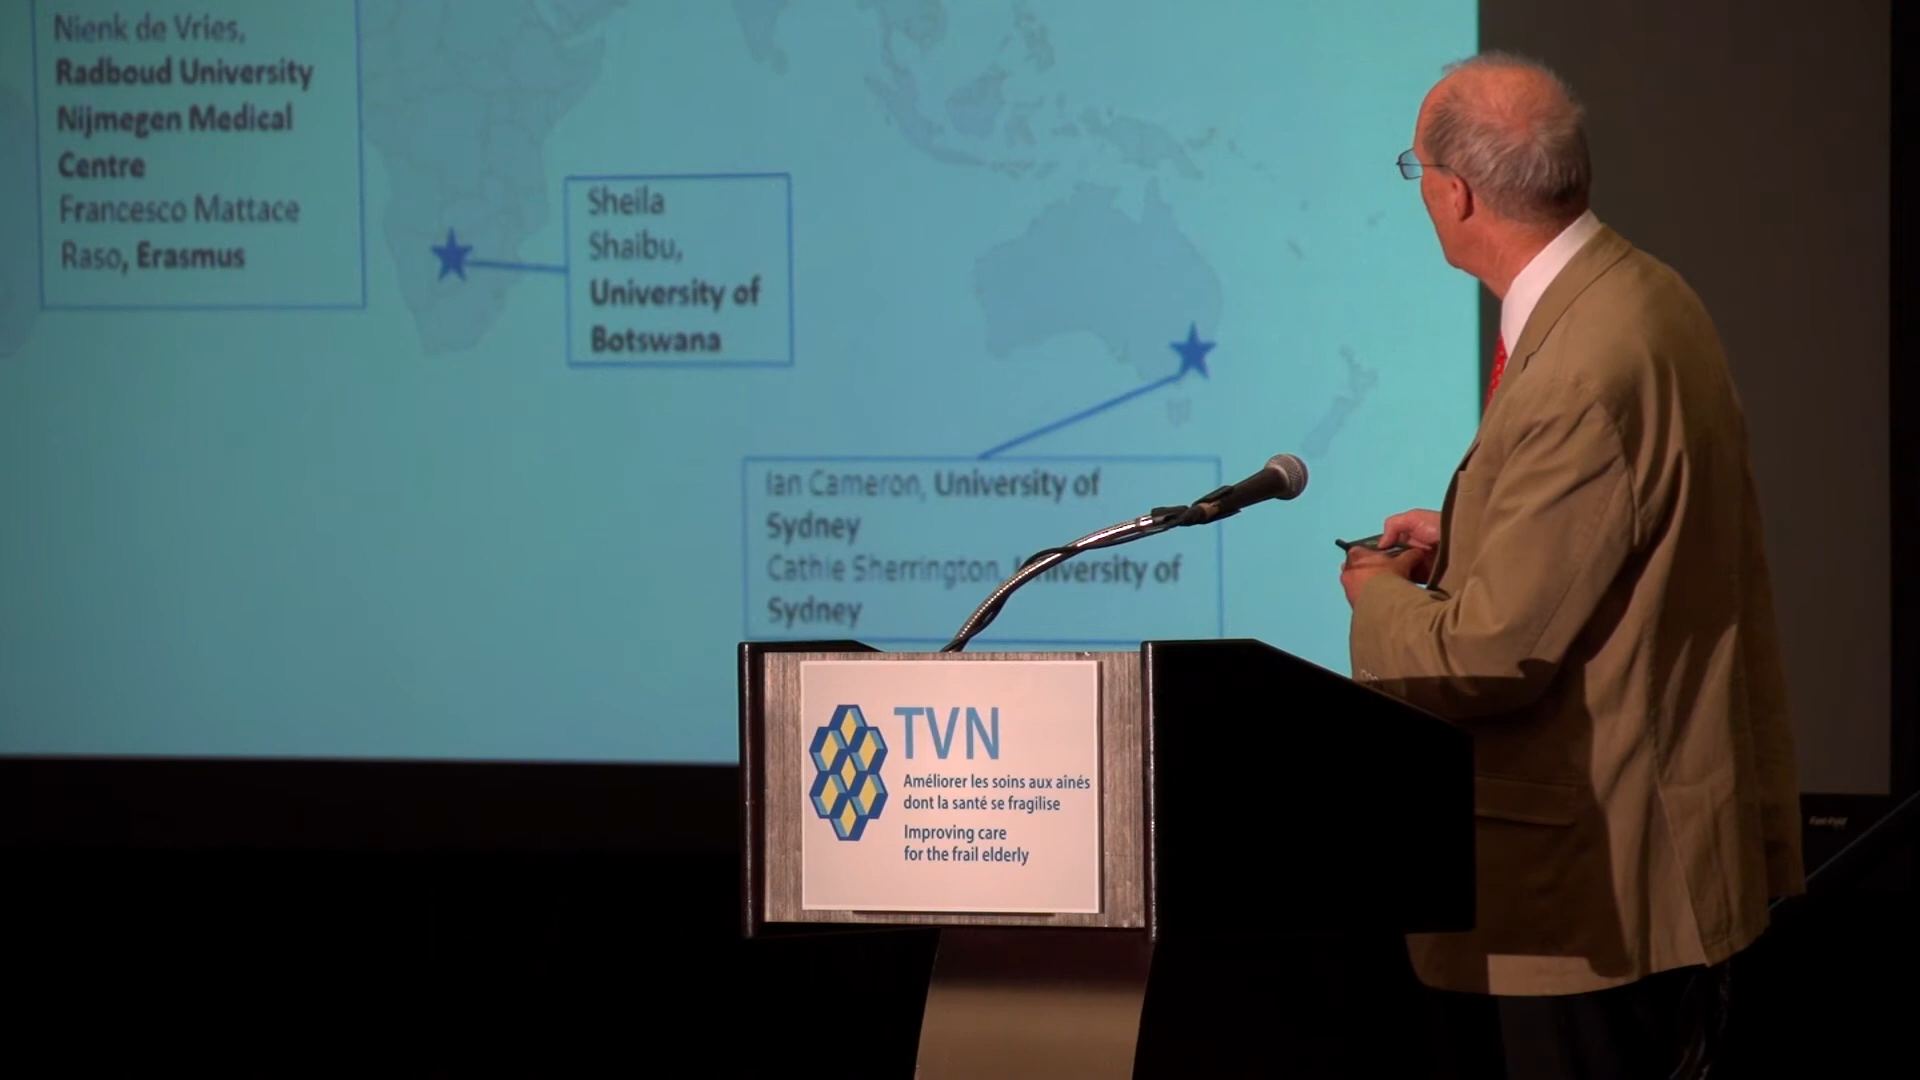 Nienk de Vries,
Radboud University
Nijmegen Medical
Centre
Francesco Mattace
Raso, Erasmus
Sheila
Shaibu,
University of
Botswana
Ian Cameron, University of
Sydney
Cathie Sherrington, University of
Sydney
TVN
Améliorer les soins aux aînés
dont la santé se fragilise
Improving care
for the frail elderly